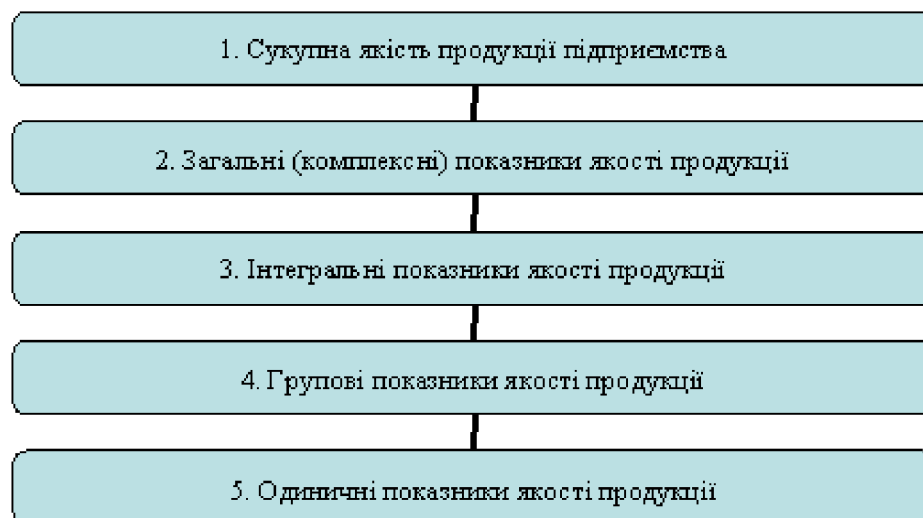 1. Сукупна якість продукції підприємства
2. Загальні (комплексні) показники якості продукції
3. Інтегральні показники якості продукції
4. Групові показники якості продукції
5. Одиничні показники якості продукції